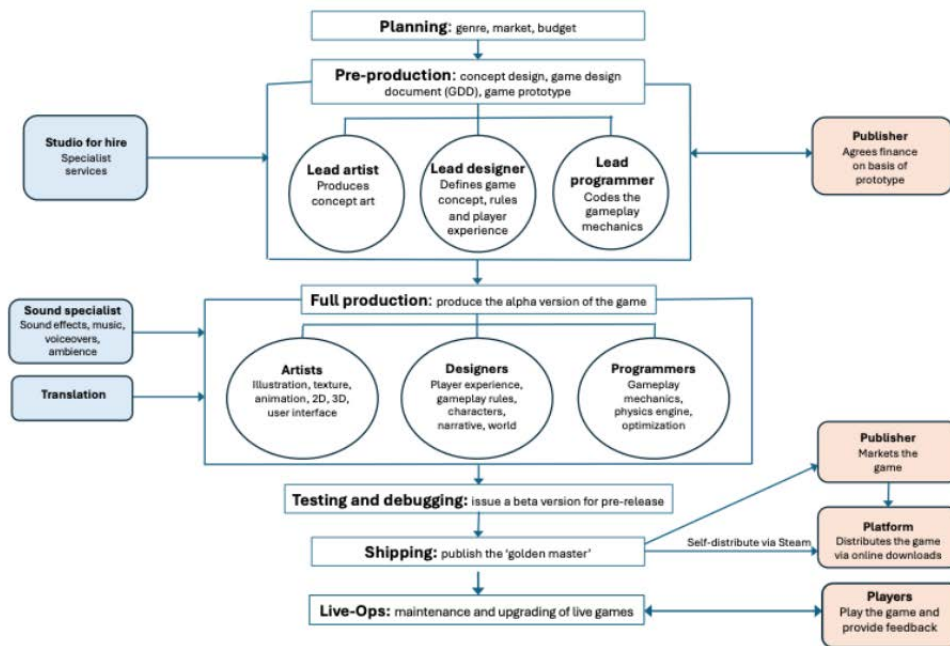 Planning: genre, market, budget
Pre-production: concept design, game design
document (GDD), game prototype
Studio for hire
Specialist
services
Lead artist
Produces
concept art
Lead designer
Defines game
concept, rules
and player
experience
Lead
programmer
Codes the
gameplay
mechanics
Publisher
Agrees finance
on basis of
prototype
Full production: produce the alpha version of the game
Sound specialist
Sound effects, music,
voiceovers,
ambience
Translation
Artists
Illustration, texture,
animation, 2D, 3D,
user interface
Designers
Player experience,
gameplay rules,
characters,
narrative, world
Programmers
Gameplay
mechanics,
physics engine,
optimization
Publisher
Markets the
game
Testing and debugging: issue a beta version for pre-release
Shipping: publish the ‘golden master’
Self-distribute via Steam
Platform
Distributes the game
via online downloads
Live-Ops: maintenance and upgrading of live games
Players
Play the game and
provide feedback